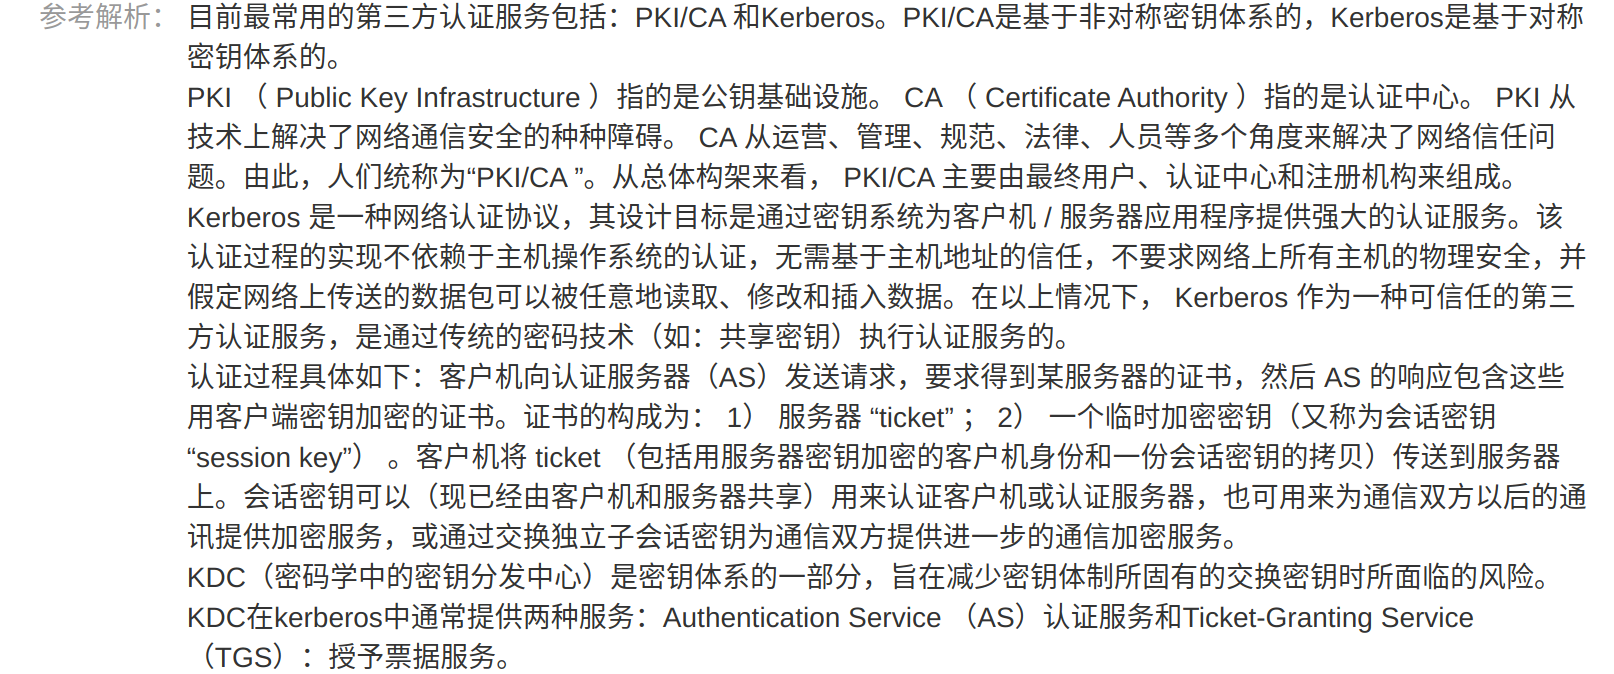 参考解析： 目前最常用的第三方认证服务包括：PKI/CA 和Kerberos。PKI/CA是基于非对称密钥体系的，Kerberos是基于对称
密钥体系的。
PKI （ Public Key Infrastructure ）指的是公钥基础设施。 CA （ Certificate Authority ）指的是认证中心。 PKI 从
技术上解决了网络通信安全的种种障碍。 CA 从运营、管理、规范、法律、人员等多个角度来解决了网络信任问
题。由此，人们统称为“PKI/CA ”。从总体构架来看， PKI/CA 主要由最终用户、认证中心和注册机构来组成。
Kerberos 是一种网络认证协议，其设计目标是通过密钥系统为客户机 / 服务器应用程序提供强大的认证服务。该
认证过程的实现不依赖于主机操作系统的认证，无需基于主机地址的信任，不要求网络上所有主机的物理安全，并
假定网络上传送的数据包可以被任意地读取、修改和插入数据。在以上情况下， Kerberos 作为一种可信任的第三
方认证服务，是通过传统的密码技术（如：共享密钥）执行认证服务的。
认证过程具体如下：客户机向认证服务器（AS）发送请求，要求得到某服务器的证书，然后 AS 的响应包含这些
用客户端密钥加密的证书。证书的构成为： 1） 服务器 “ticket” ； 2） 一个临时加密密钥（又称为会话密钥
“session key”） 。客户机将 ticket （包括用服务器密钥加密的客户机身份和一份会话密钥的拷贝）传送到服务器
上。会话密钥可以（现已经由客户机和服务器共享）用来认证客户机或认证服务器，也可用来为通信双方以后的通
讯提供加密服务，或通过交换独立子会话密钥为通信双方提供进一步的通信加密服务。
KDC（密码学中的密钥分发中心）是密钥体系的一部分，旨在减少密钥体制所固有的交换密钥时所面临的风险。
KDC在kerberos中通常提供两种服务：Authentication Service （AS）认证服务和Ticket-Granting Service
（TGS）：授予票据服务。